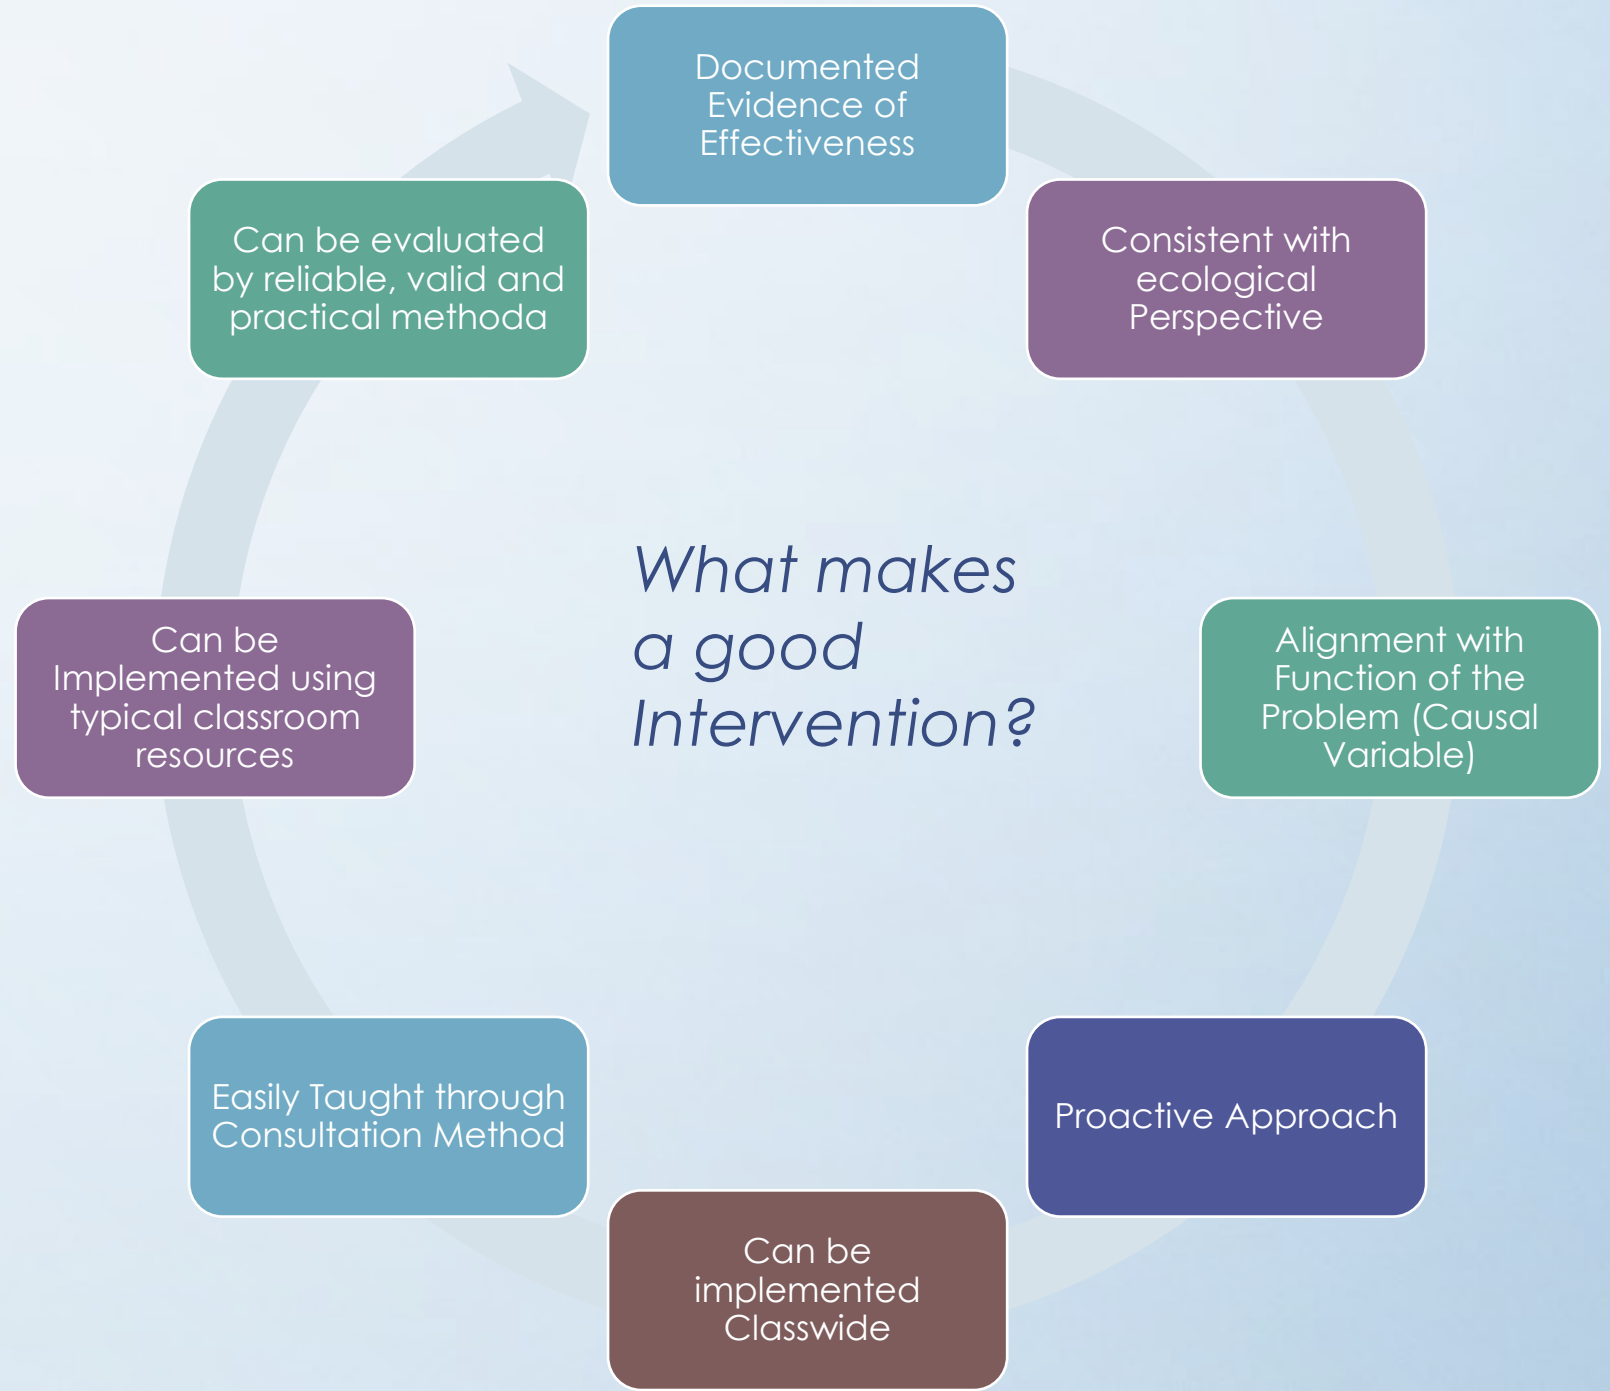 Documented
Evidence of
Effectiveness
Consistent with
ecological
Perspective
Alignment with
Function of the
Problem (Causal
Variable)
Proactive Approach
Can be
implemented
Classwide
Easily Taught through
Consultation Method
Can be
Implemented using
typical classroom
resources
Can be evaluated
by reliable, valid and
practical methoda
What makes
a good
Intervention?